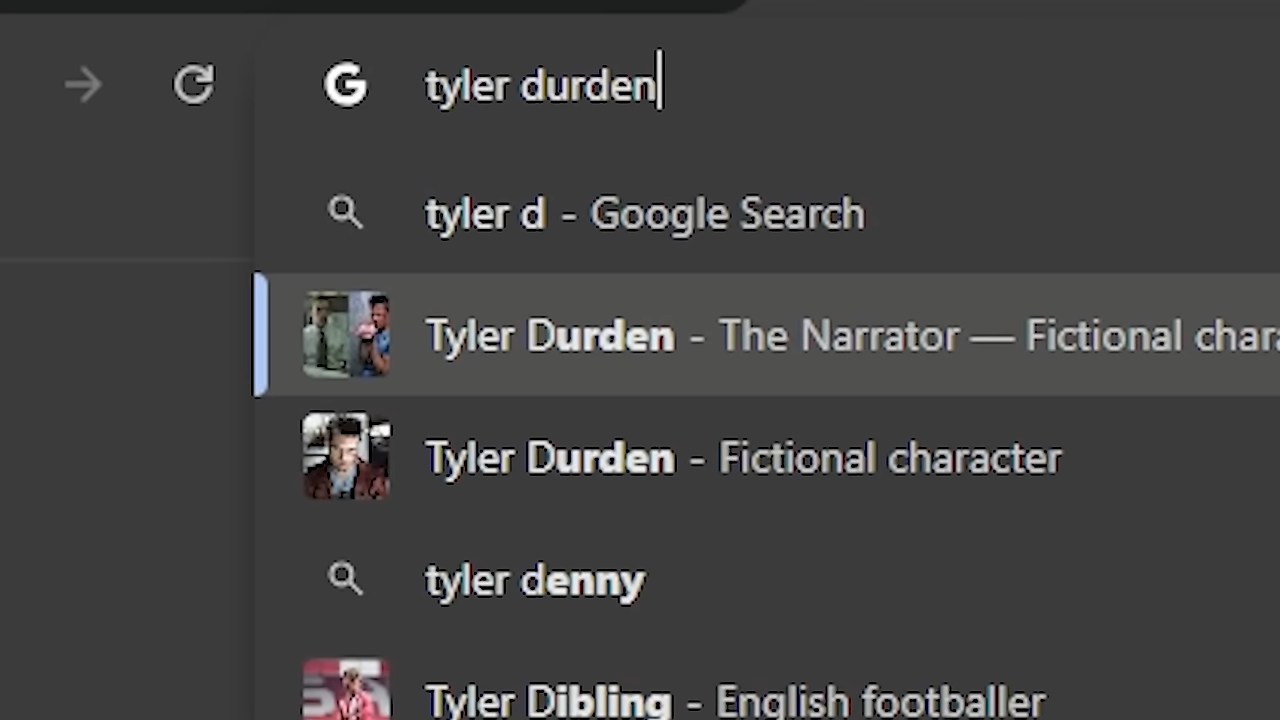 tyler durden
tyler d - Google Search
Tyler Durden - The Narrator — Fictional char
Tyler Durden - Fictional character
tyler denny
Tyler Dibling - English footballer